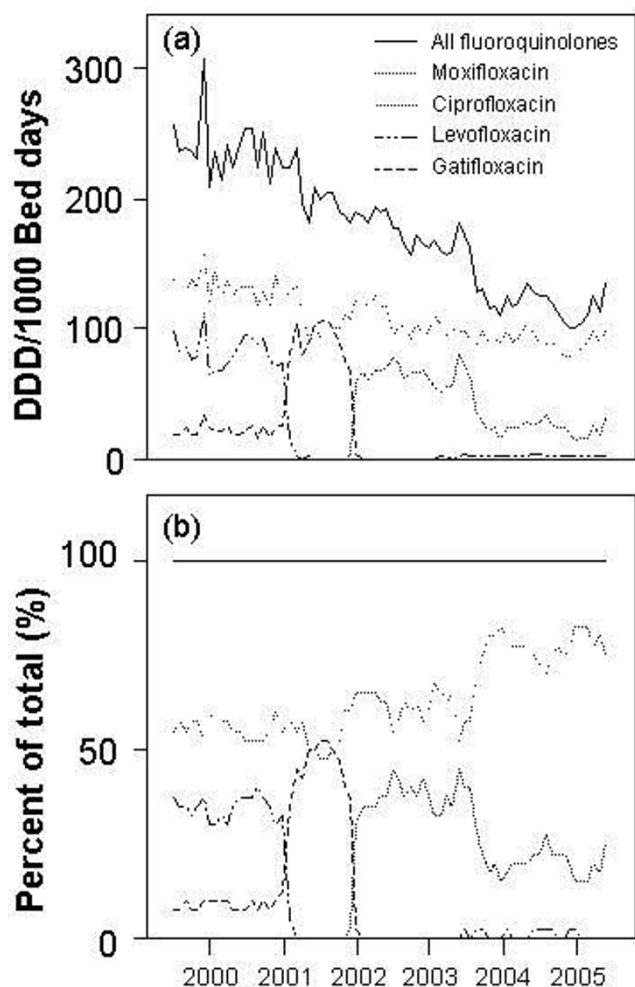 (a)
All fluoroquinolones
Moxifloxacin
Ciprofloxacin
Levofloxacin
Gatifloxacin
DDD/1000 Bed days
300
200
100
0
(b)
Percent of total (%)
100
50
0
2000 2001 2002 2003 2004 2005